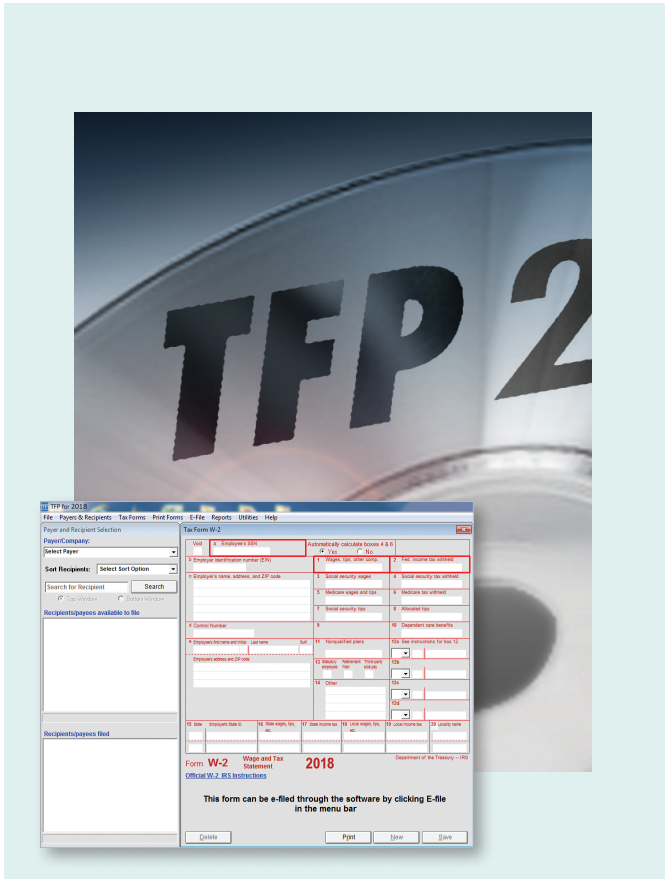 TFP 2
TFP for 2018
File Payers & Recipients Tax Forms Print Forms E-File Reports Utilities Help
Payer and Recipient Selection
Payer/Company:
Select Payer
Sort Recipients: Select Sort Option
Search for Recipient Search
Top Window Bottom Window
Recipients/payees available to file
Recipients/payees filed
Tax Form W-2
Void a Employee's SSN Automatically calculate boxes 4 & 6
Yes No
b Employer identification number (EIN) 1 Wages, tips, other comp. 2 Fed. income tax withheld
c Employer's name, address, and ZIP code 3 Social security wages 4 Social security tax withheld
5 Medicare wages and tips 6 Medicare tax withheld
7 Social security tips 8 Allocated tips
d Control Number 9 10 Dependent care benefits
e Employee's first name and initial Last name Suff. 11 Nonqualified plans 12a See instructions for box 12
Employee's address and ZIP code 13 Statutory employee Retirement Plan Third-party sick pay 12b
14 Other 12c
12d
15 State Employer's State ID 16 State wages, tips, etc. 17 State income tax 18 Local wages, tips, etc. 19 Local income tax 20 Locality name
Form W-2 Wage and Tax Statement 2018 Department of the Treasury -- IRS
Official W-2 IRS Instructions
This form can be e-filed through the software by clicking E-file
in the menu bar
Delete Print New Save